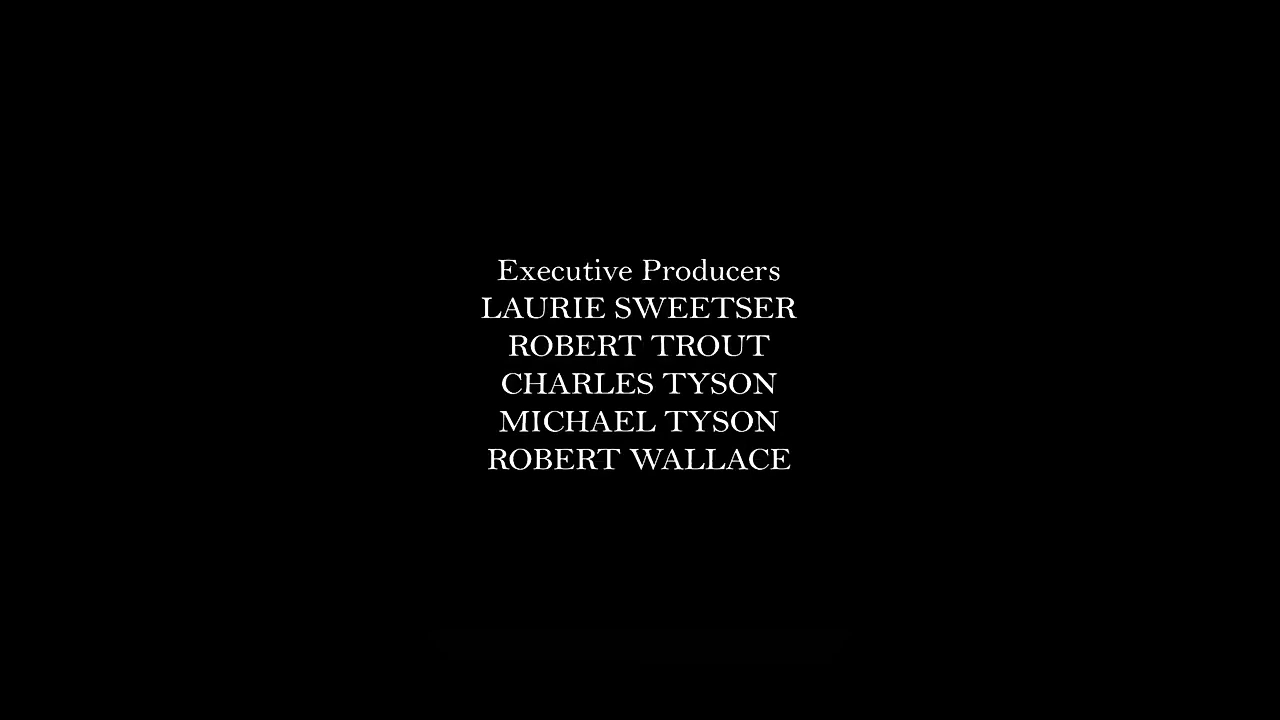 Executive Producers
LAURIE SWEETSER
ROBERT TROUT
CHARLES TYSON
MICHAEL TYSON
ROBERT WALLACE